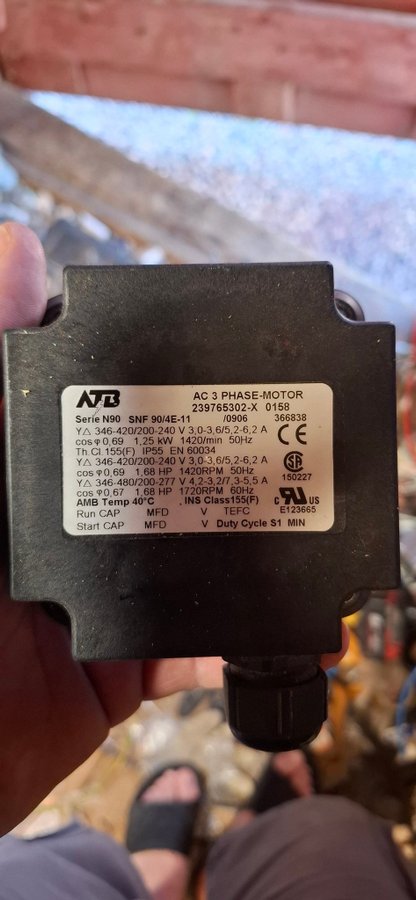 ATB AC 3 PHASE-MOTOR
239765302-X 0158
Serie N90 SNF 90/4E-11 /0906 366838
Y△ 346-420/200-240 V 3,0-3,6/5,2-6,2 A
cos φ 0,69 1,25 kW 1420/min 50Hz
Th.Cl.155(F) IP55 EN 60034
Y△ 346-420/200-240 V 3,0-3,6/5,2-6,2 A
cos φ 0,69 1,68 HP 1420RPM 50Hz
Y△ 346-480/200-277 V 4,2-3,2/7,3-5,5 A
cos φ 0,67 1,68 HP 1720RPM 60Hz
AMB Temp 40°C INS Class155(F)
Run CAP MFD V TEFC
Start CAP MFD V Duty Cycle S1 MIN
CE
SA
150227
c UR US
E123665